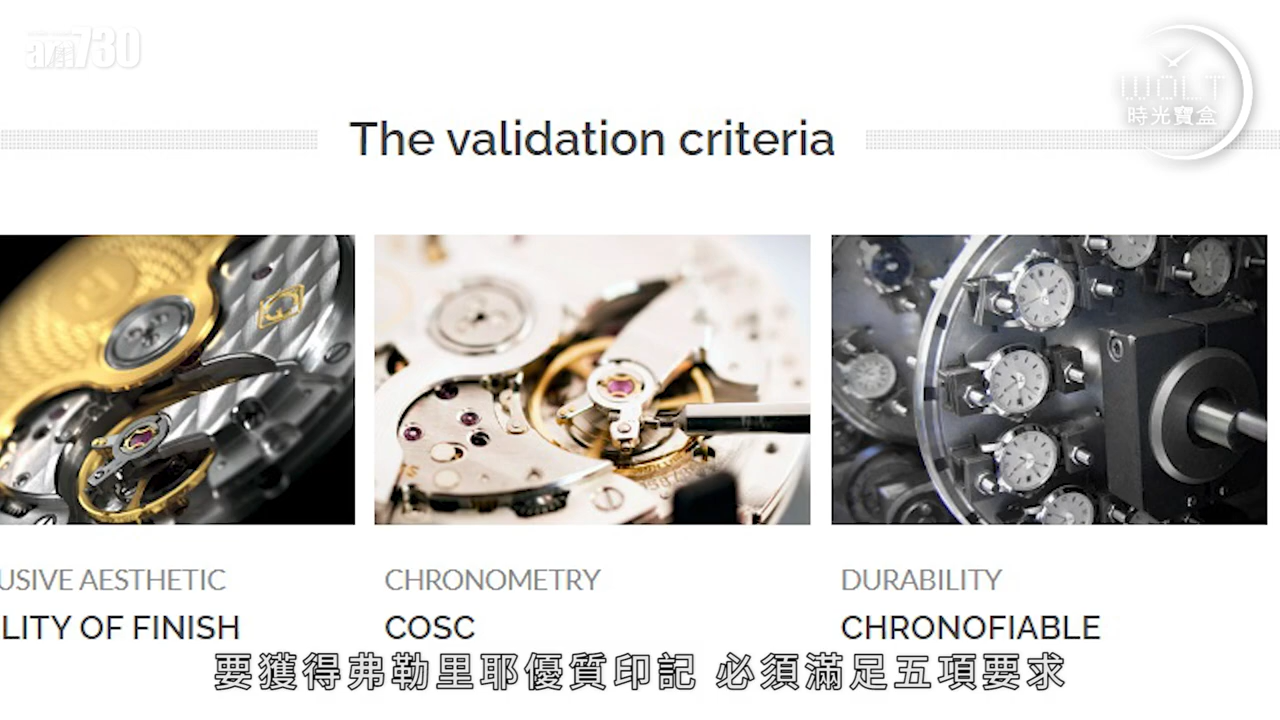 am730
WOLT
時光寶盒
The validation criteria
USIVE AESTHETIC
LITY OF FINISH
CHRONOMETRY
COSC
DURABILITY
CHRONOFIABLE
要獲得弗勒里耶優質印記 必須滿足五項要求